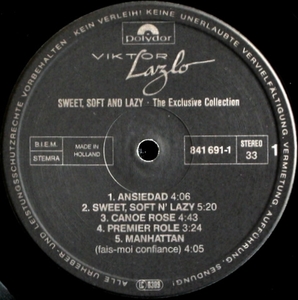 KEIN VERLEIH! KEINE UNERLAUBTE VERVIELFÄLTIGUNG, VERMIETUNG, AUFFÜHRUNG, SENDUNG!
ALLE URHEBER- UND LEISTUNGSSCHUTZRECHTE VORBEHALTEN
polydor
VIKTOR
Lazlo
SWEET, SOFT AND LAZY · The Exclusive Collection
B.I.E.M.
STEMRA
MADE IN
HOLLAND
841 691-1
STEREO
33
1
1. ANSIEDAD 4:06
2. SWEET, SOFT N' LAZY 5:20
3. CANOE ROSE 4:43
4. PREMIER ROLE 3:24
5. MANHATTAN
(fais-moi confiance) 4:05